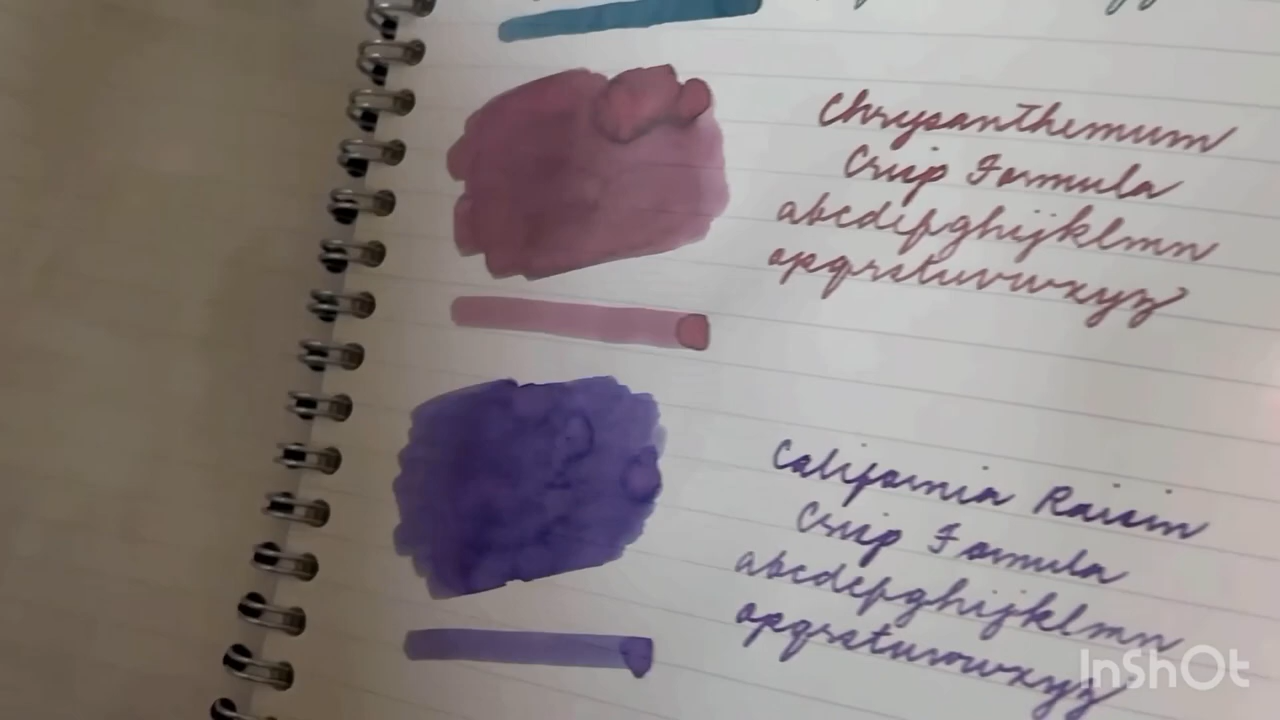 Chrysanthemum
Crisp Formula
abcdefghijklmn
opqrstuvwxyz
California Raisin
Crisp Formula
abcdefghijklmn
opqrstuvwxyz
InShOt